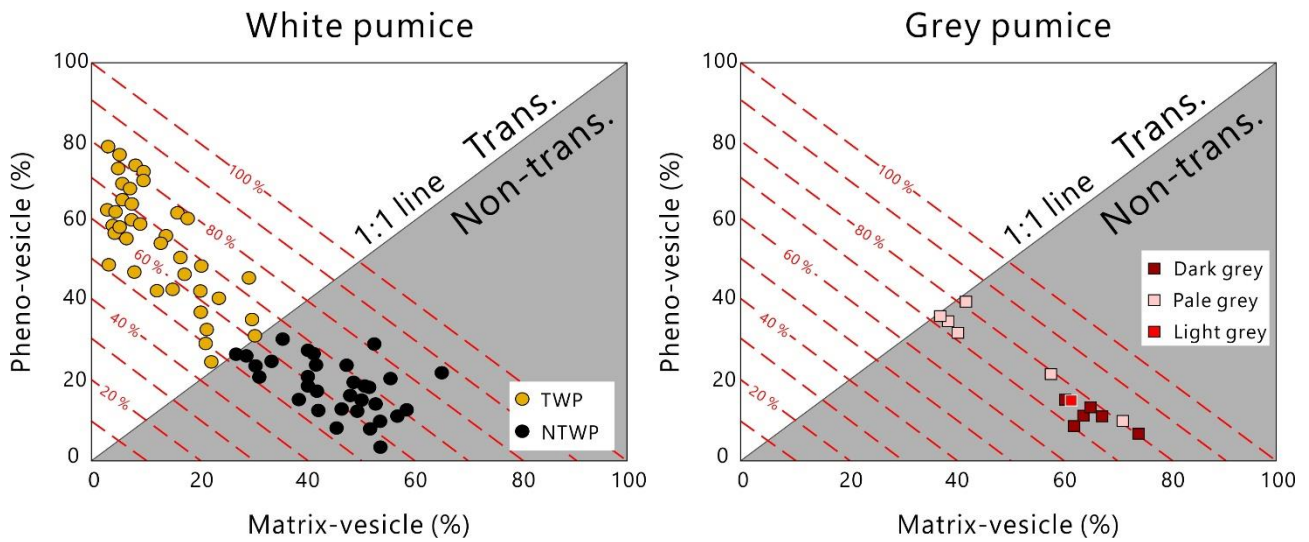 White pumice
Pheno-vesicle (%)
100
80
60
40
20
0
100 %
80 %
60 %
40 %
20 %
1:1 line
Trans.
Non-trans.
TWP
NTWP
0 20 40 60 80 100
Matrix-vesicle (%)
Grey pumice
Pheno-vesicle (%)
100
80
60
40
20
0
100 %
80 %
60 %
40 %
20 %
1:1 line
Trans.
Non-trans.
Dark grey
Pale grey
Light grey
0 20 40 60 80 100
Matrix-vesicle (%)